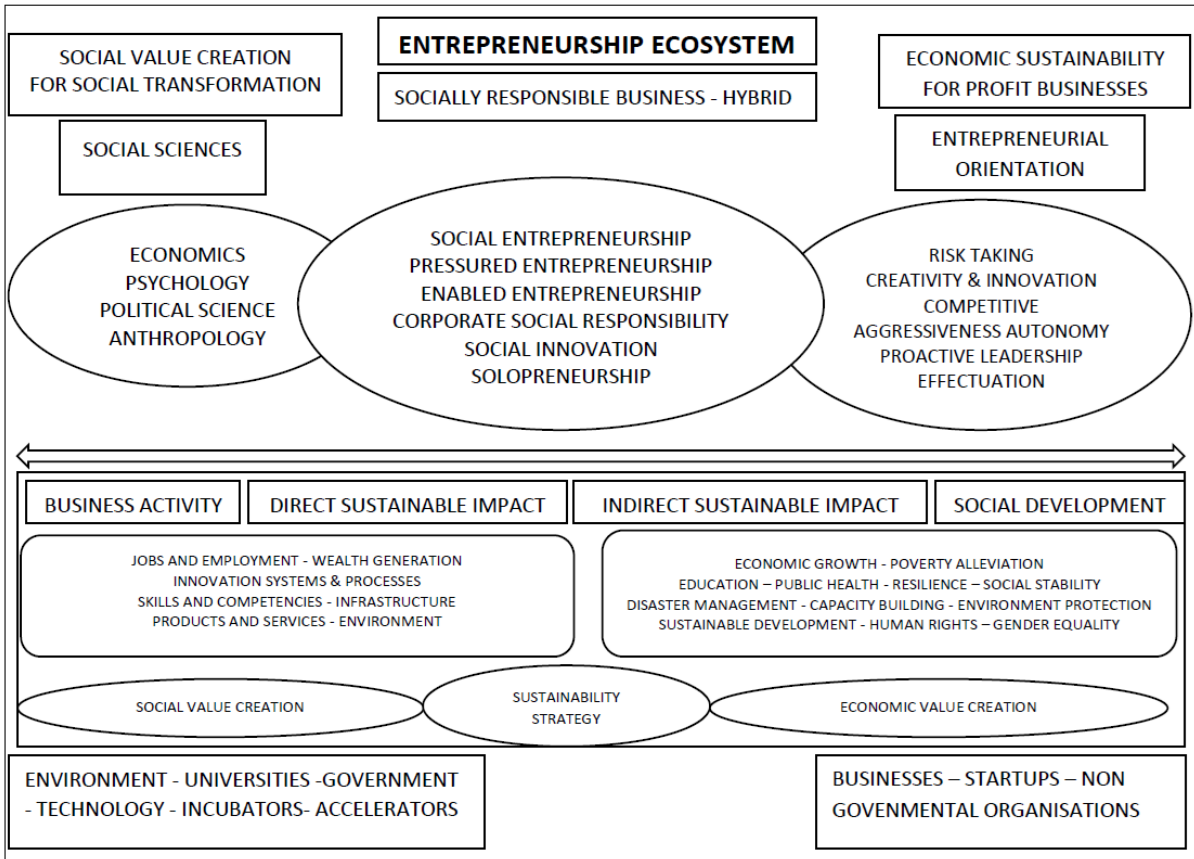 ENTREPRENEURSHIP ECOSYSTEM
SOCIAL VALUE CREATION
FOR SOCIAL TRANSFORMATION
SOCIALLY RESPONSIBLE BUSINESS - HYBRID
ECONOMIC SUSTAINABILITY
FOR PROFIT BUSINESSES
SOCIAL SCIENCES
ENTREPRENEURIAL
ORIENTATION
ECONOMICS
PSYCHOLOGY
POLITICAL SCIENCE
ANTHROPOLOGY
SOCIAL ENTREPRENEURSHIP
PRESSURED ENTREPRENEURSHIP
ENABLED ENTREPRENEURSHIP
CORPORATE SOCIAL RESPONSIBILITY
SOCIAL INNOVATION
SOLOPRENEURSHIP
RISK TAKING
CREATIVITY & INNOVATION
COMPETITIVE
AGGRESSIVENESS AUTONOMY
PROACTIVE LEADERSHIP
EFFECTUATION
BUSINESS ACTIVITY
DIRECT SUSTAINABLE IMPACT
INDIRECT SUSTAINABLE IMPACT
SOCIAL DEVELOPMENT
JOBS AND EMPLOYMENT - WEALTH GENERATION
INNOVATION SYSTEMS & PROCESSES
SKILLS AND COMPETENCIES - INFRASTRUCTURE
PRODUCTS AND SERVICES - ENVIRONMENT
ECONOMIC GROWTH - POVERTY ALLEVIATION
EDUCATION – PUBLIC HEALTH - RESILIENCE – SOCIAL STABILITY
DISASTER MANAGEMENT - CAPACITY BUILDING - ENVIRONMENT PROTECTION
SUSTAINABLE DEVELOPMENT - HUMAN RIGHTS – GENDER EQUALITY
SOCIAL VALUE CREATION
SUSTAINABILITY
STRATEGY
ECONOMIC VALUE CREATION
ENVIRONMENT - UNIVERSITIES -GOVERNMENT
- TECHNOLOGY - INCUBATORS- ACCELERATORS
BUSINESSES – STARTUPS – NON
GOVENMENTAL ORGANISATIONS